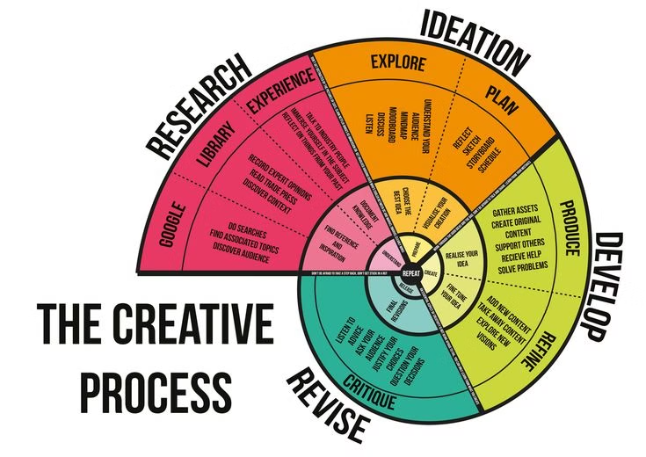 THE CREATIVE
PROCESS
RESEARCH
GOOGLE
DO SEARCHES
FIND ASSOCIATED TOPICS
DISCOVER AUDIENCE
LIBRARY
RECORD EXPERT OPINIONS
READ TRADE PRESS
DISCOVER CONTEXT
EXPERIENCE
TALK TO INDUSTRY PEOPLE
IMMERSE YOURSELF IN THE SUBJECT
REFLECT ON THINGS FROM YOUR PAST
FIND REFERENCE
AND
INSPIRATION
DOCUMENT
KNOWLEDGE
UNDERSTAND
IDEATION
EXPLORE
UNDERSTAND YOUR
AUDIENCE
MINDMAP
MOODBOARD
DISCUSS
LISTEN
PLAN
REFLECT
SKETCH
STORYBOARD
SCHEDULE
CHOOSE THE
BEST IDEA
VISUALISE YOUR
CREATION
DEVELOP
PRODUCE
GATHER ASSETS
CREATE ORIGINAL
CONTENT
SUPPORT OTHERS
RECIEVE HELP
SOLVE PROBLEMS
REFINE
ADD NEW CONTENT
TAKE AWAY CONTENT
EXPLORE NEW
VISIONS
REALISE YOUR
IDEA
FINE TUNE
YOUR IDEA
CREATE
REVISE
CRITIQUE
LISTEN TO
ADVICE
ASK YOUR
AUDIENCE
JUSTIFY YOUR
CHOICES
QUESTION YOUR
DECISIONS
FINAL
REVISIONS
RELEASE
REPEAT